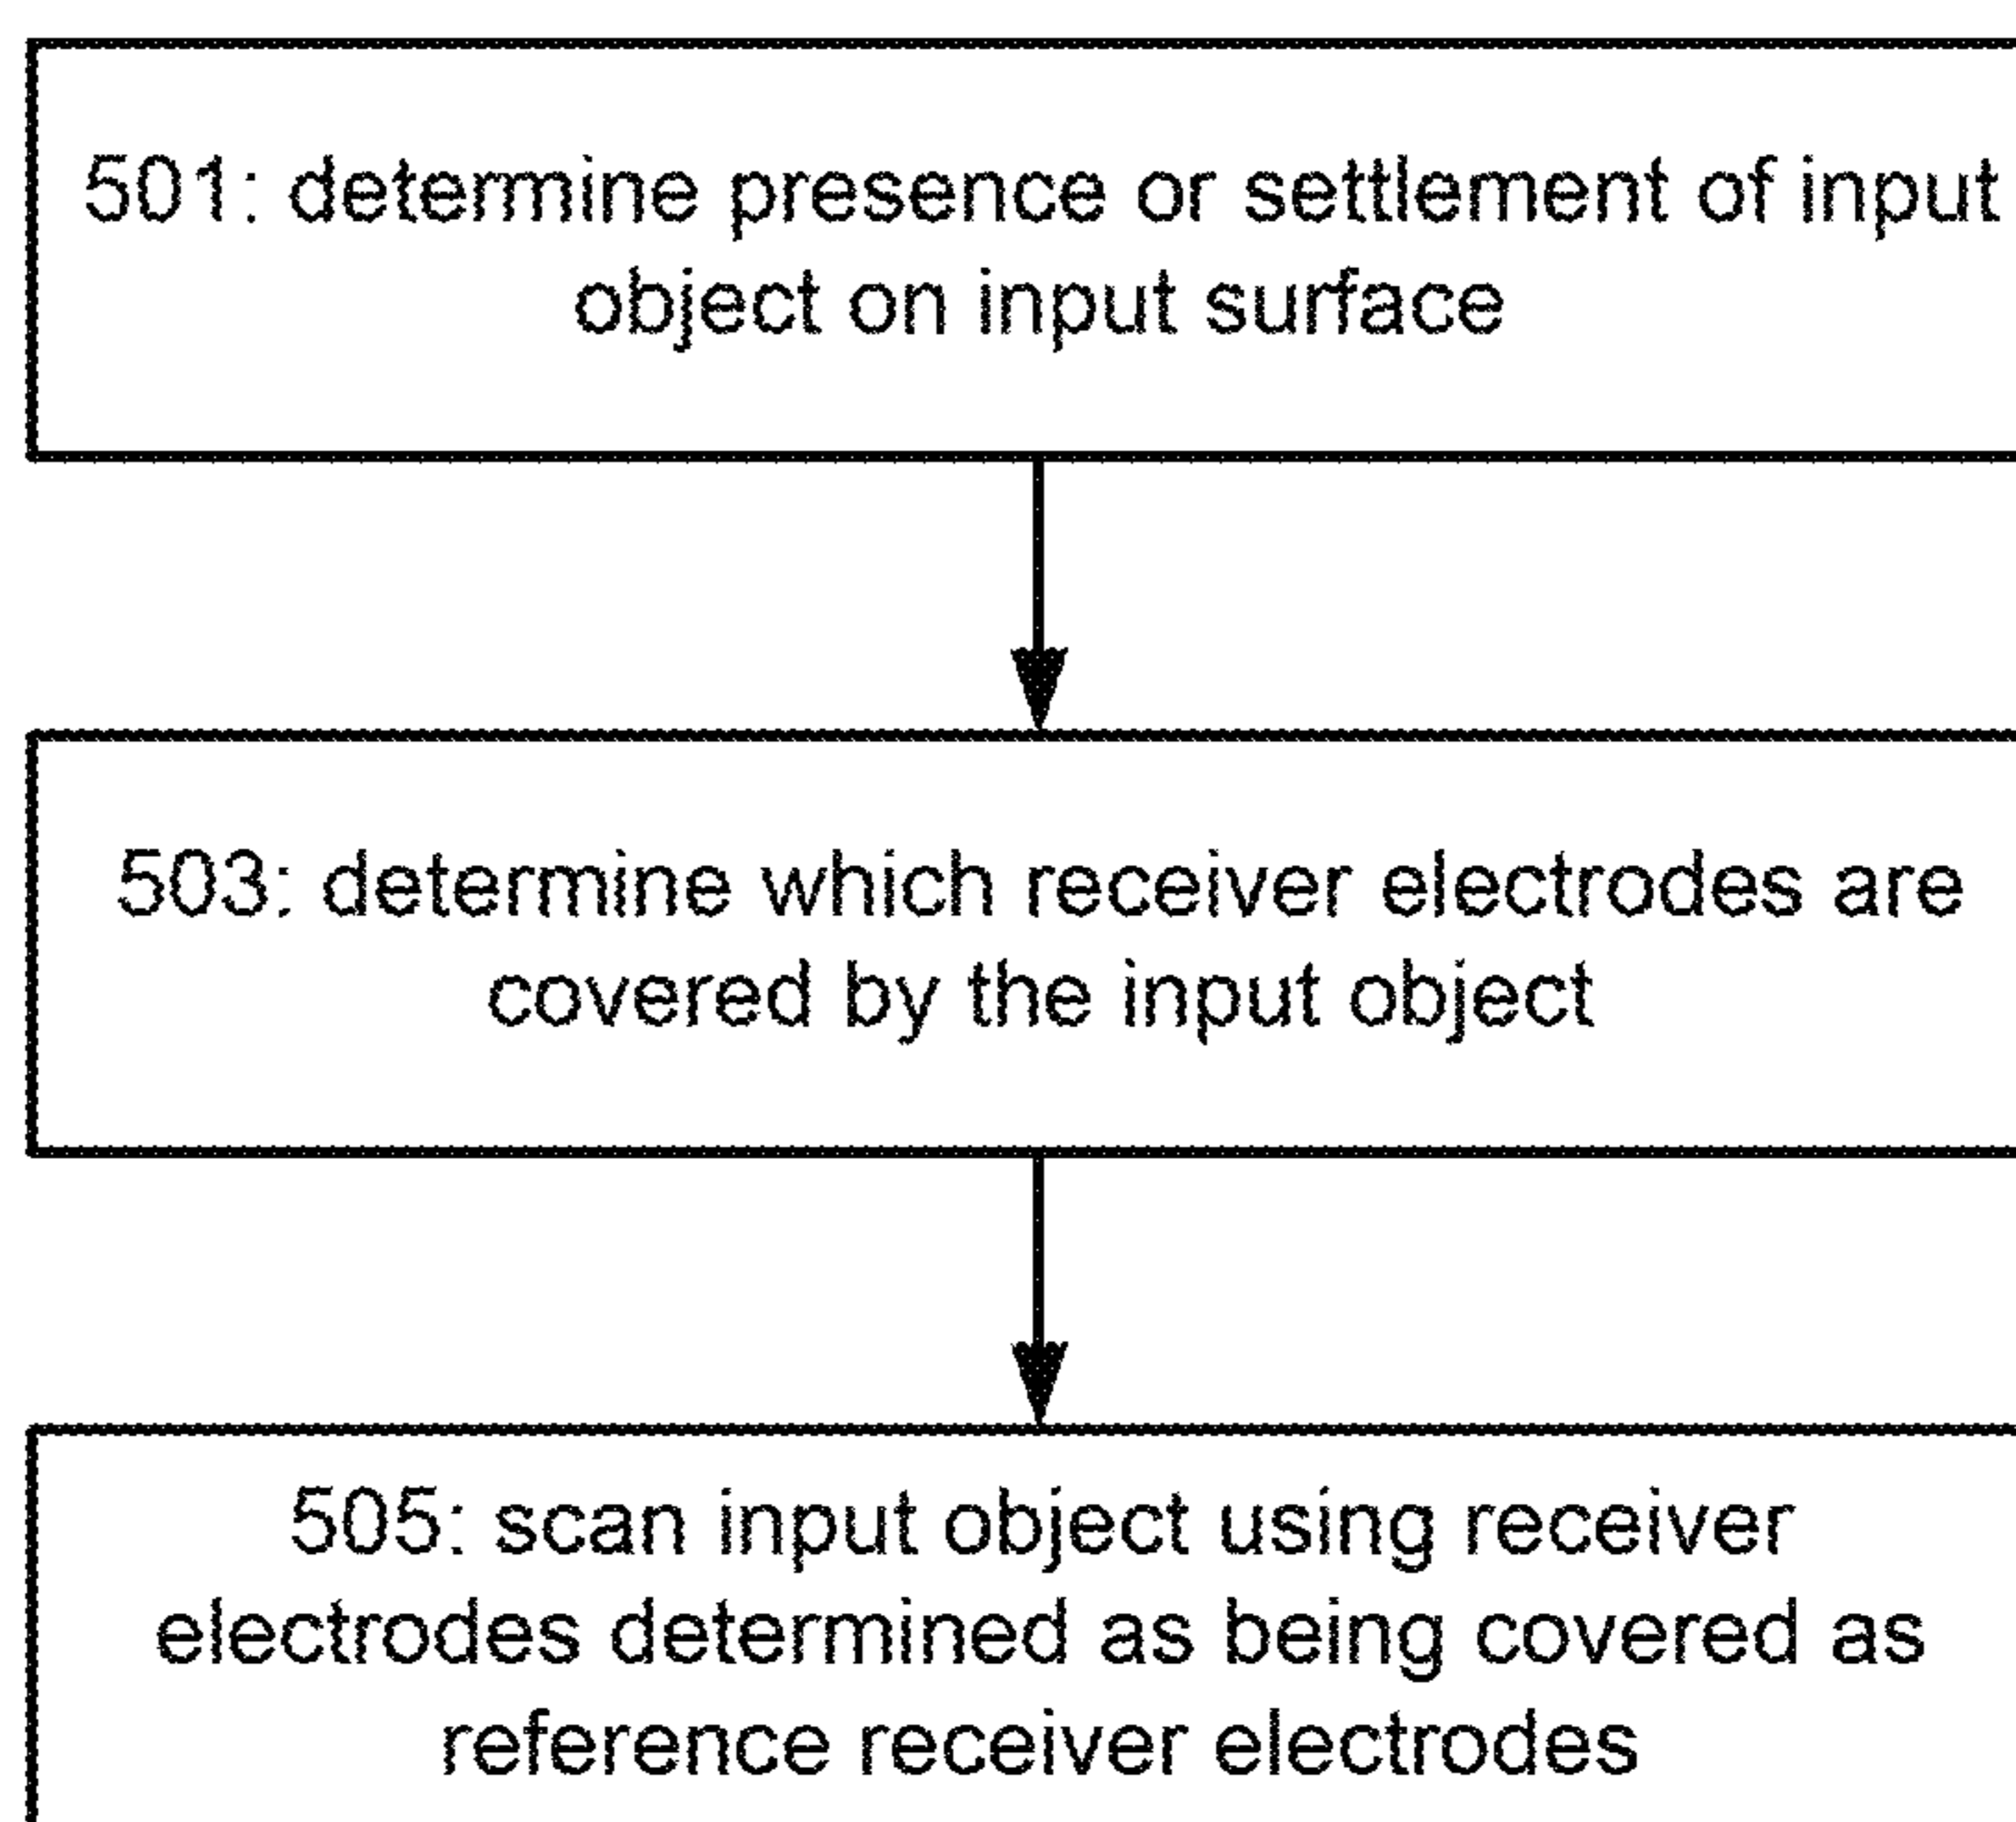 501: determine presence or settlement of input
object on input surface
503: determine which receiver electrodes are
covered by the input object
505: scan input object using receiver
electrodes determined as being covered as
reference receiver electrodes